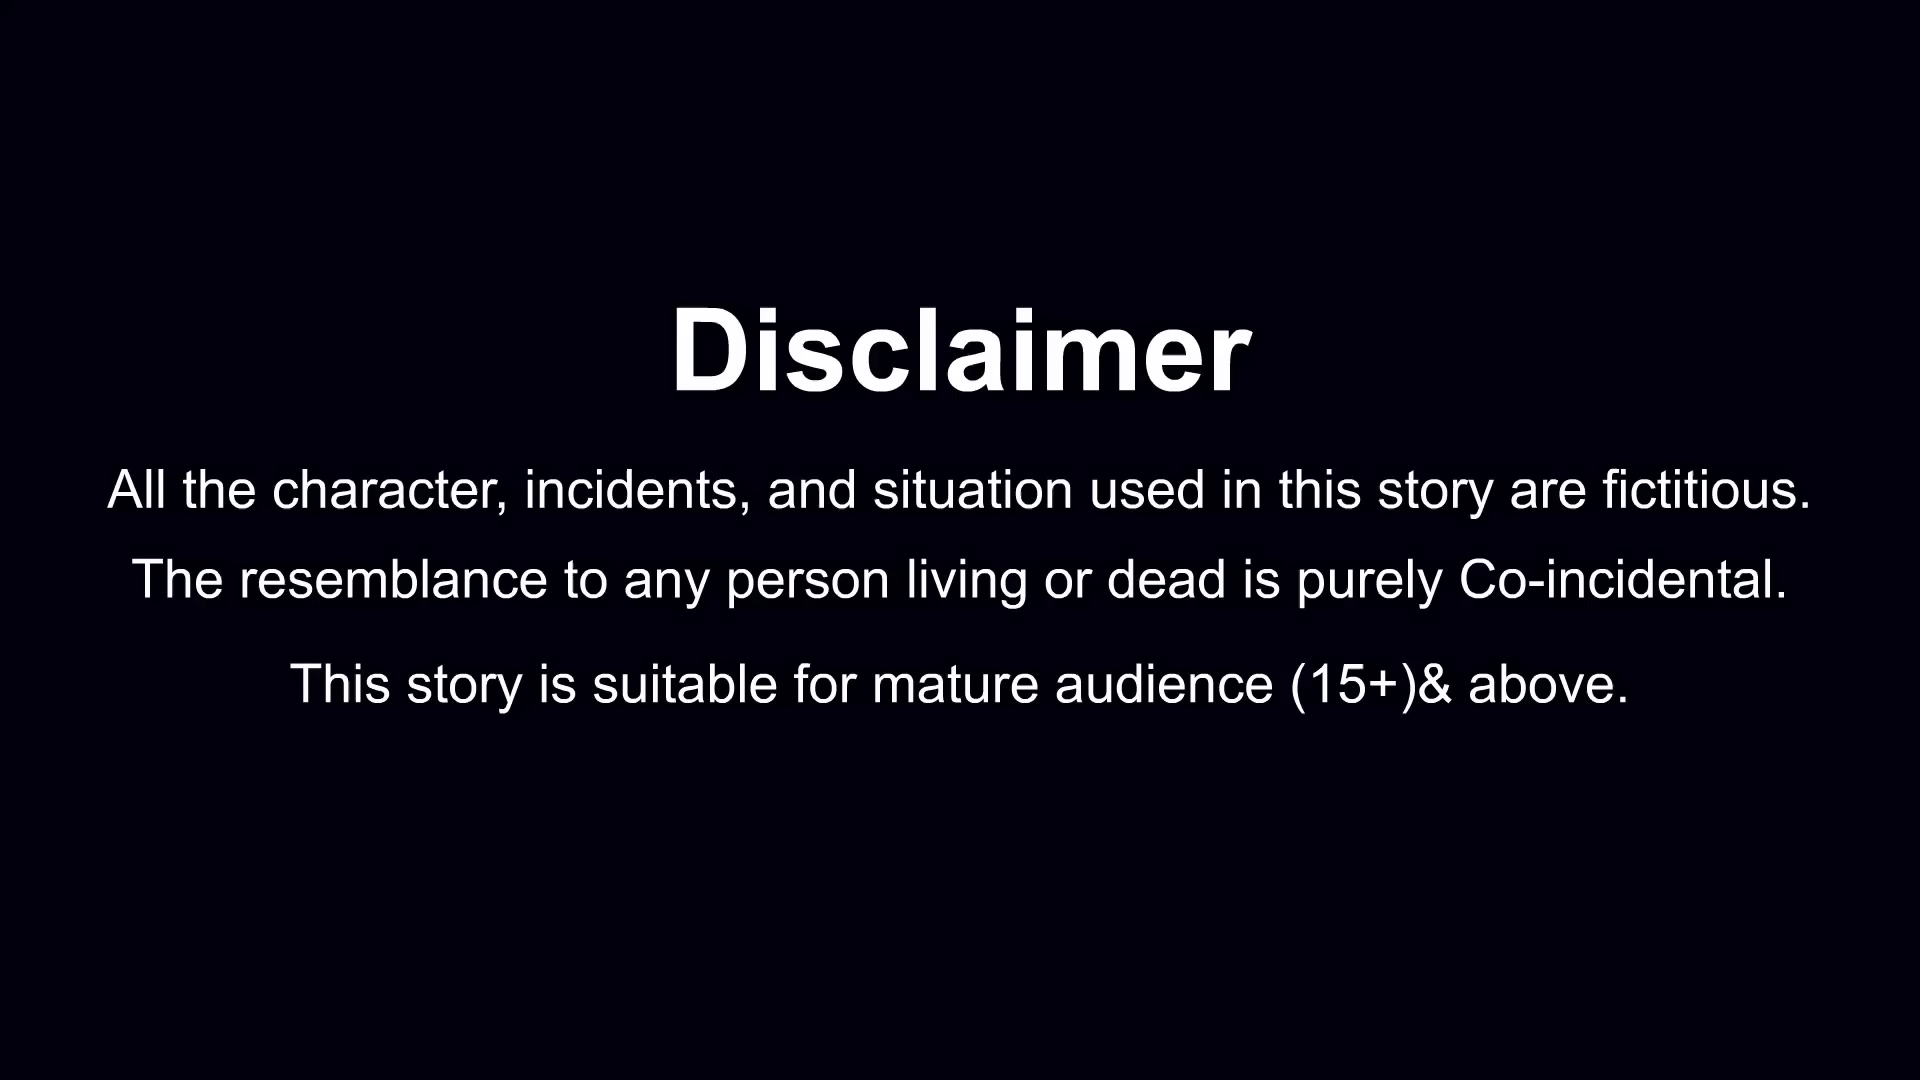 Disclaimer
All the character, incidents, and situation used in this story are fictitious.
The resemblance to any person living or dead is purely Co-incidental.
This story is suitable for mature audience (15+)& above.